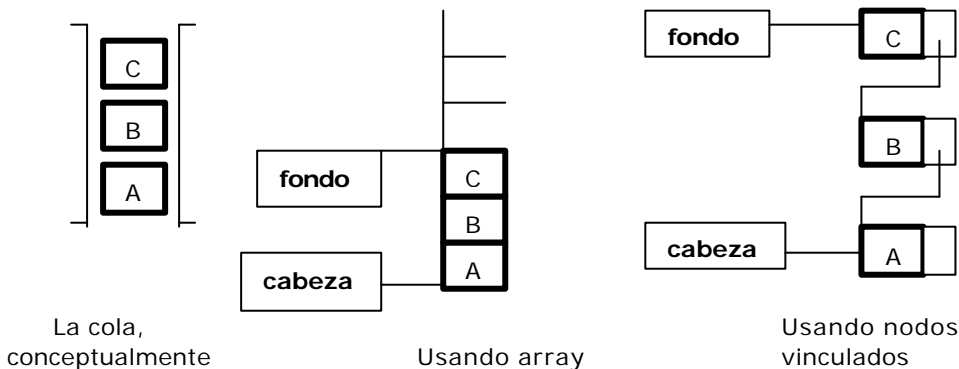 C
B
A
La cola,
conceptualmente
fondo
C
B
A
cabeza
Usando array
fondo
C
B
cabeza
A
Usando nodos
vinculados